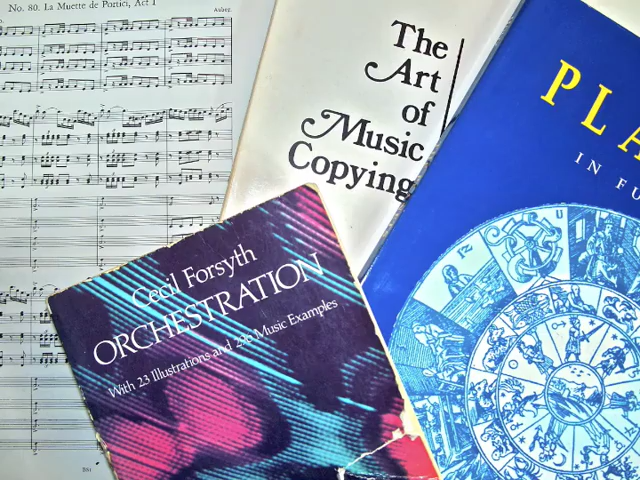 No. 80. La Muette de Portici, Act I
Auber.
The
Art
of
Music
Copying
PLA
IN FU
Cecil Forsyth
ORCHESTRATION
With 23 Illustrations and 296 Music Examples